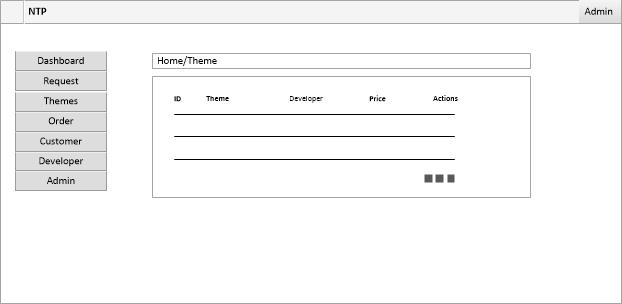 NTP Admin
Dashboard
Request
Themes
Order
Customer
Developer
Admin
Home/Theme
ID Theme Developer Price Actions